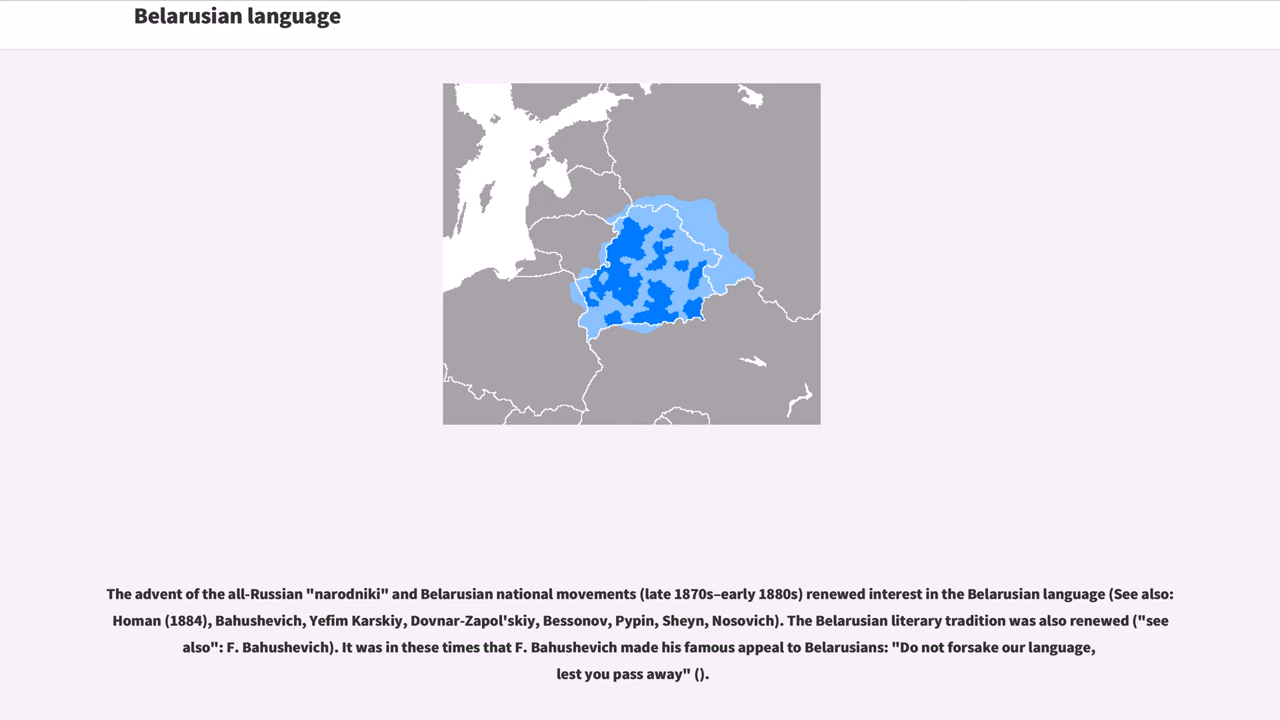 Belarusian language
The advent of the all-Russian "narodniki" and Belarusian national movements (late 1870s–early 1880s) renewed interest in the Belarusian language (See also:
Homan (1884), Bahushevich, Yefim Karskiy, Dovnar-Zapol'skiy, Bessonov, Pypin, Sheyn, Nosovich). The Belarusian literary tradition was also renewed ("see
also": F. Bahushevich). It was in these times that F. Bahushevich made his famous appeal to Belarusians: "Do not forsake our language,
lest you pass away" ().